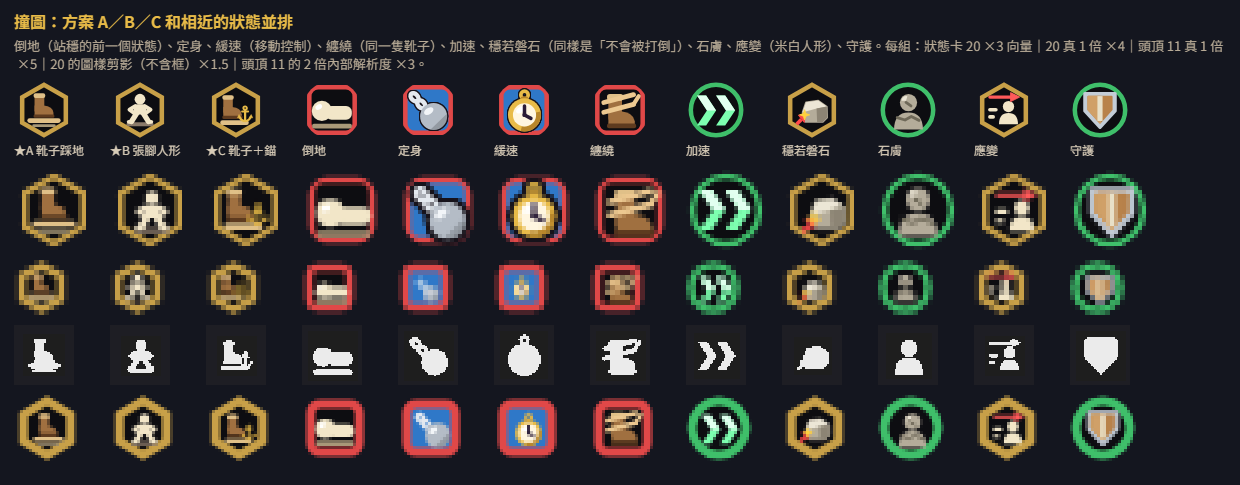 撞圖：方案 A／B／C 和相近的狀態並排
倒地（站穩的前一個狀態）、定身、緩速（移動控制）、纏繞（同一隻靴子）、加速、穩若磐石（同樣是「不會被打倒」）、石膚、應變（米白人形）、守護。每組：狀態卡 20 ×3 向量｜20 真 1 倍 ×4｜頭頂 11 真 1 倍
×5｜20 的圖樣剪影（不含框）×1.5｜頭頂 11 的 2 倍內部解析度 ×3。
★A 靴子踩地 ★B 張腳人形 ★C 靴子＋錨 倒地 定身 緩速 纏繞 加速 穩若磐石 石膚 應變 守護